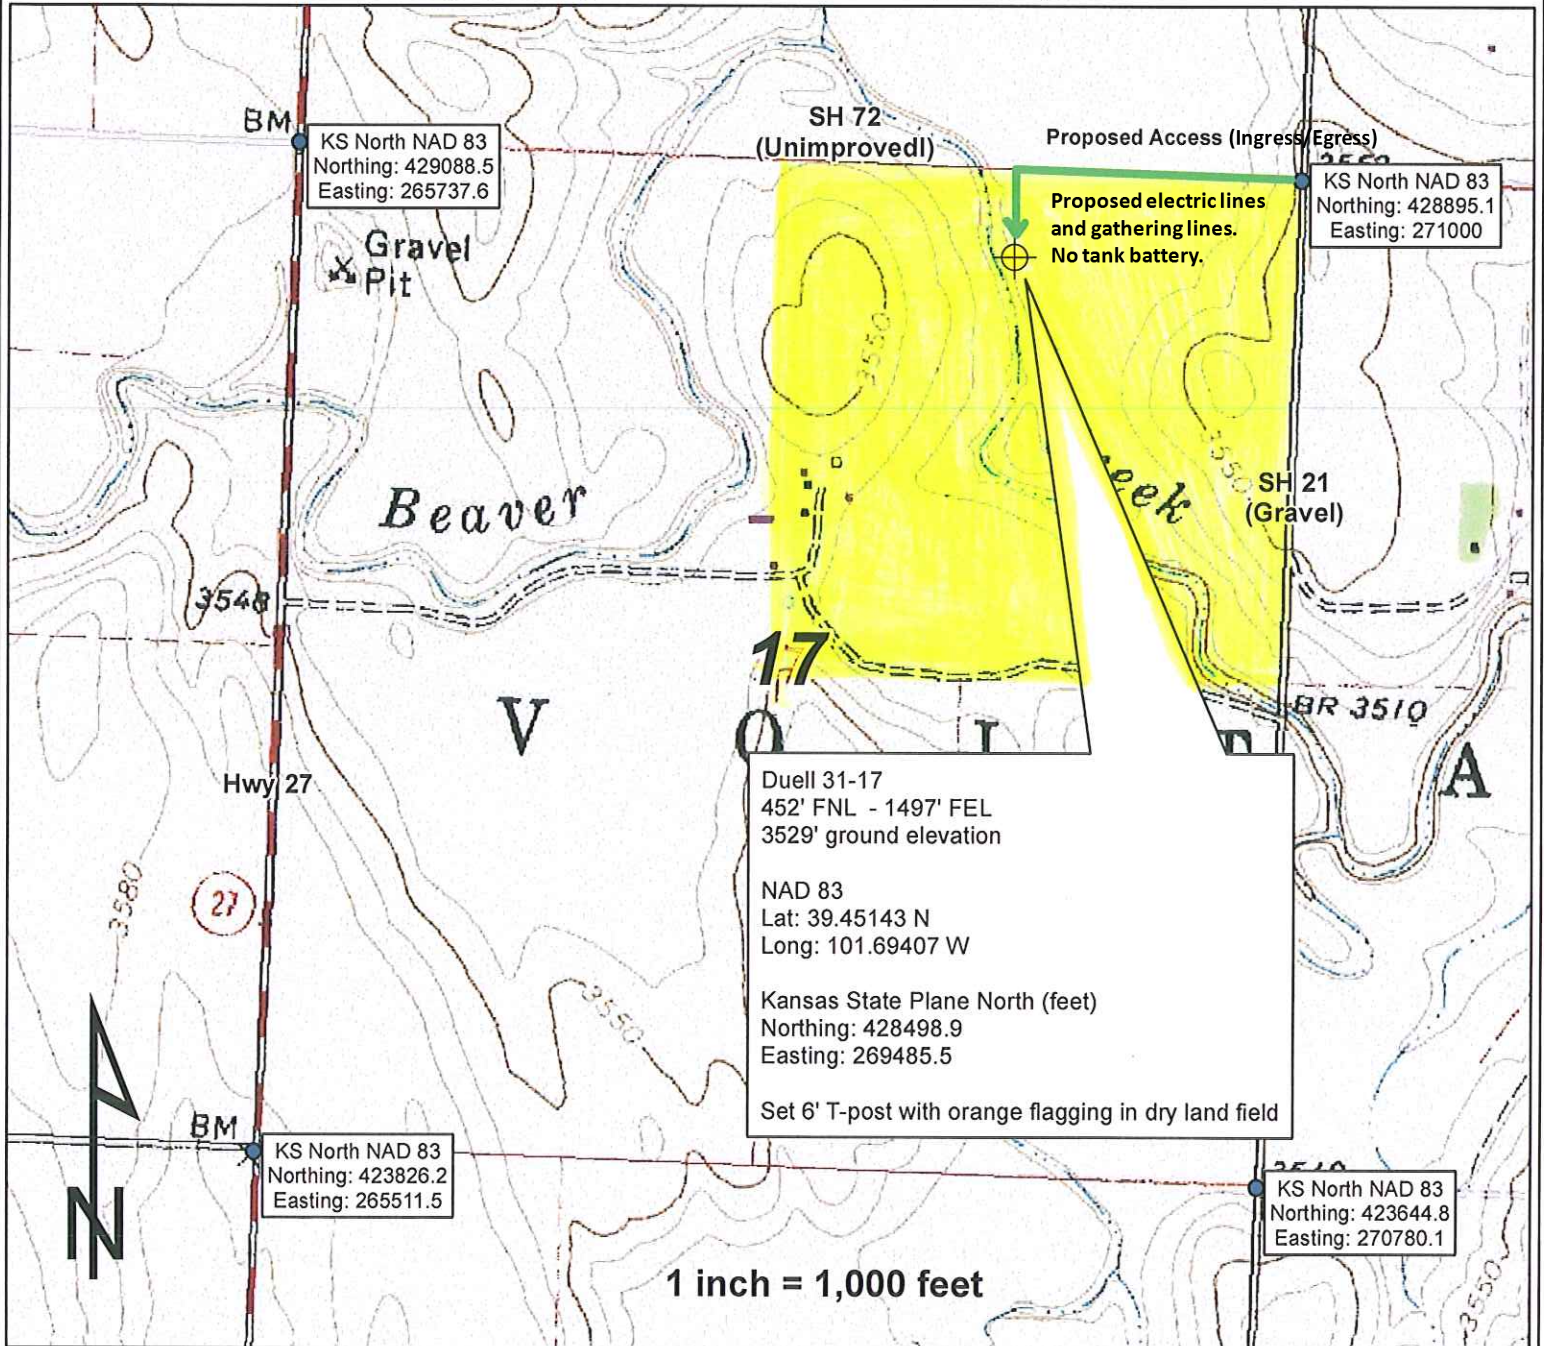 BM
KS North NAD 83
Northing: 429088.5
Easting: 265737.6
SH 72
(Unimprovedl)
Proposed Access (Ingress/Egress)
KS North NAD 83
Northing: 428895.1
Easting: 271000
Proposed electric lines
and gathering lines.
No tank battery.
Gravel
Pit
3550
3550
SH 21
(Gravel)
Beaver
eek
3548
17
BR 3510
V
O
L
T
A
Hwy 27
27
3580
3550
Duell 31-17
452' FNL - 1497' FEL
3529' ground elevation
NAD 83
Lat: 39.45143 N
Long: 101.69407 W
Kansas State Plane North (feet)
Northing: 428498.9
Easting: 269485.5
Set 6' T-post with orange flagging in dry land field
N
BM
KS North NAD 83
Northing: 423826.2
Easting: 265511.5
KS North NAD 83
Northing: 423644.8
Easting: 270780.1
3550
1 inch = 1,000 feet